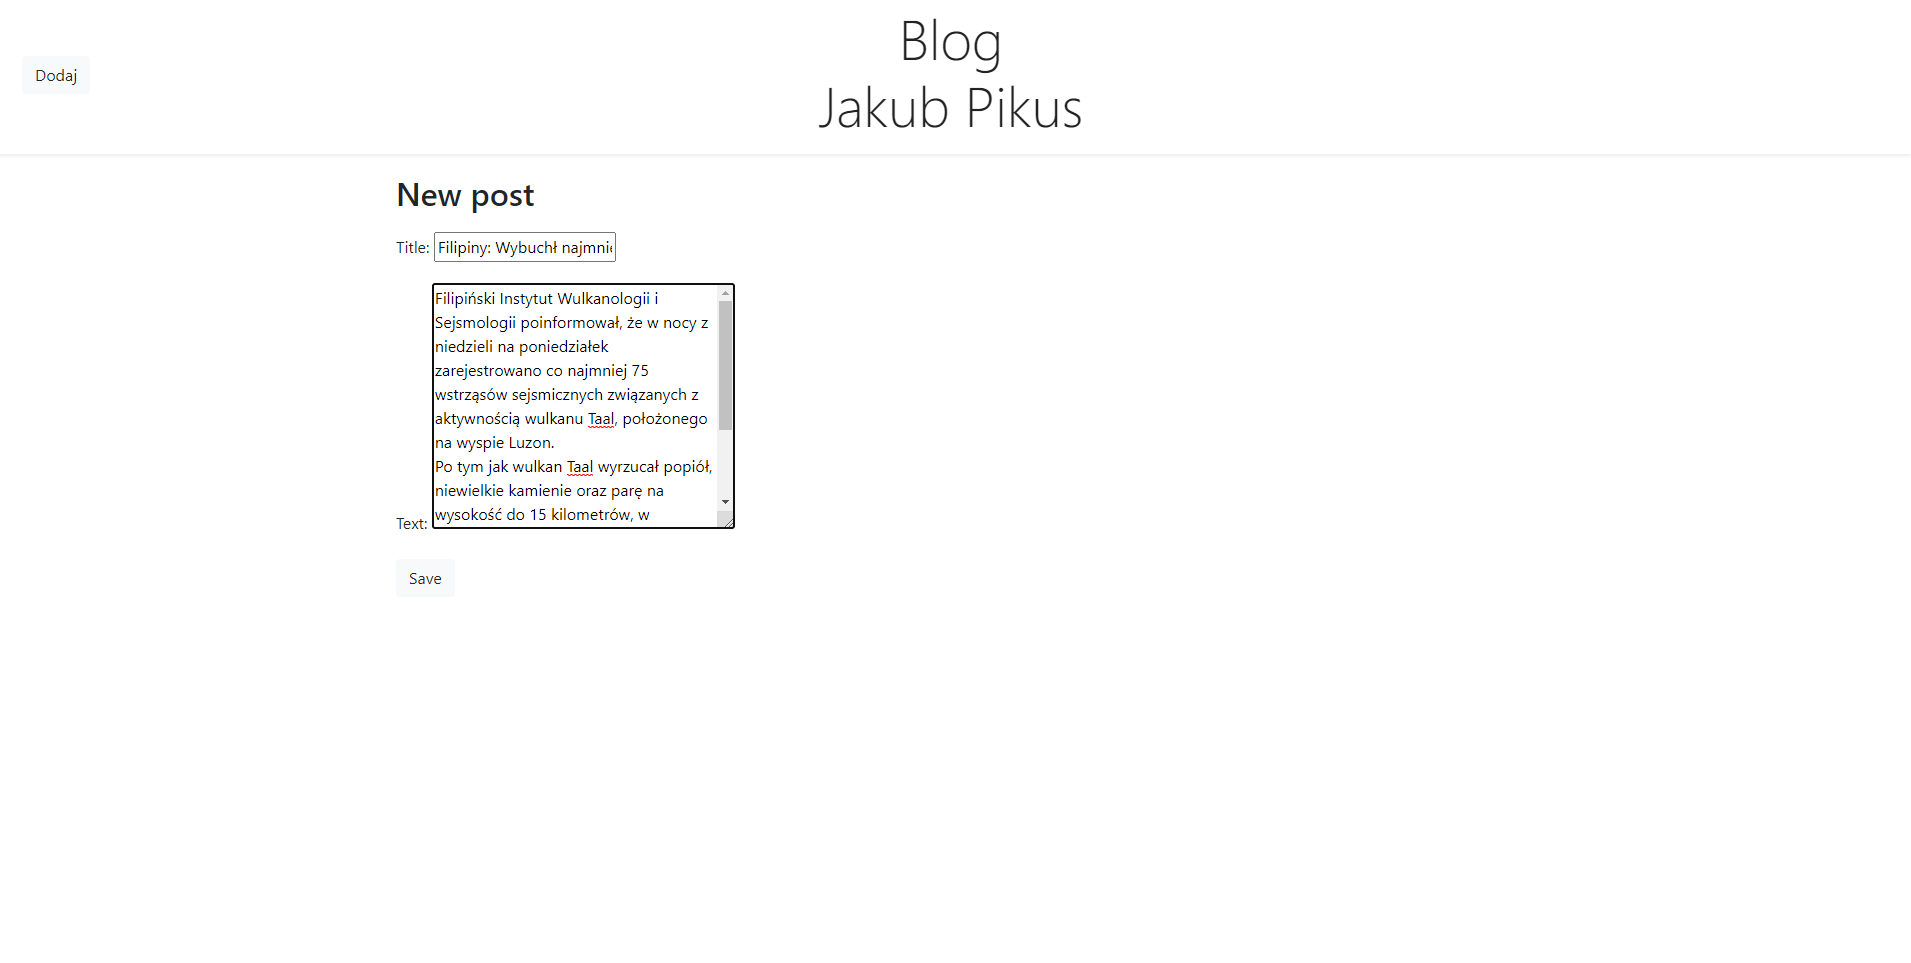 Blog
Jakub Pikus
Dodaj
New post
Title: Filipiny: Wybuchł
Text: Filipiński Instytut Wulkanologii i
Sejsmologii poinformował, że w nocy z
niedzieli na poniedziałek
zarejestrowano co najmniej 75
wstrząsów sejsmicznych związanych z
aktywnością wulkanu Taal, położonego
na wyspie Luzon.
Po tym jak wulkan Taal wyrzucał popiół,
niewielkie kamienie oraz parę na
wysokość do 15 kilometrów, w
Save